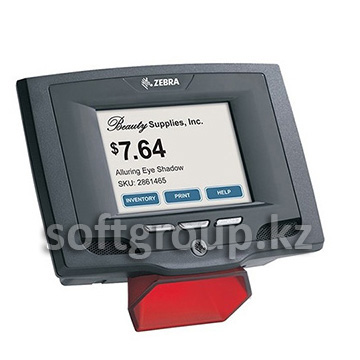 ZEBRA
Beauty Supplies, Inc.
$7.64
Alluring Eye Shadow
SKU: 2861465
INVENTORY PRINT HELP
softgroup.kz